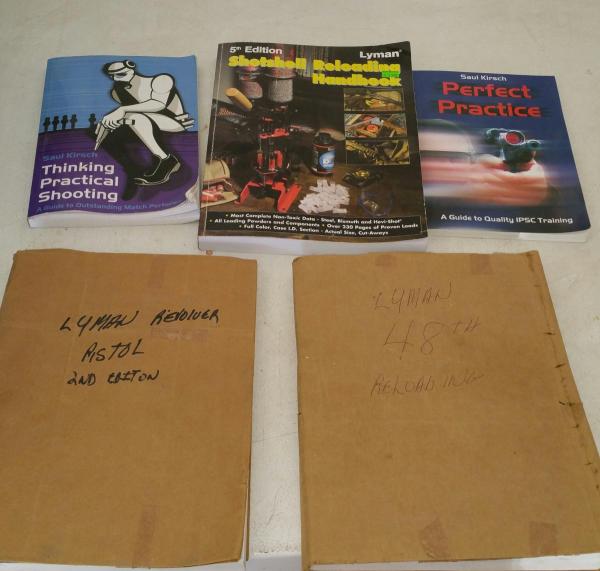 Saul Kirsch
Thinking
Practical
Shooting
A Guide to Outstanding Match Perform
5th Edition
Lyman®
Shotshell Reloading
Handbook
• Most Complete Non-Toxic Data - Steel, Bismuth and Hevi-Shot®
• All Loading Powders and Components • Over 230 Pages of Proven Loads
• Full Color, Case I.D. Section - Actual Size, Cut-Aways
Saul Kirsch
Perfect
Practice
A Guide to Quality IPSC Training
LYMAN REVOLVER
PISTOL
2ND EDITON
LYMAN
48TH
RELOADING